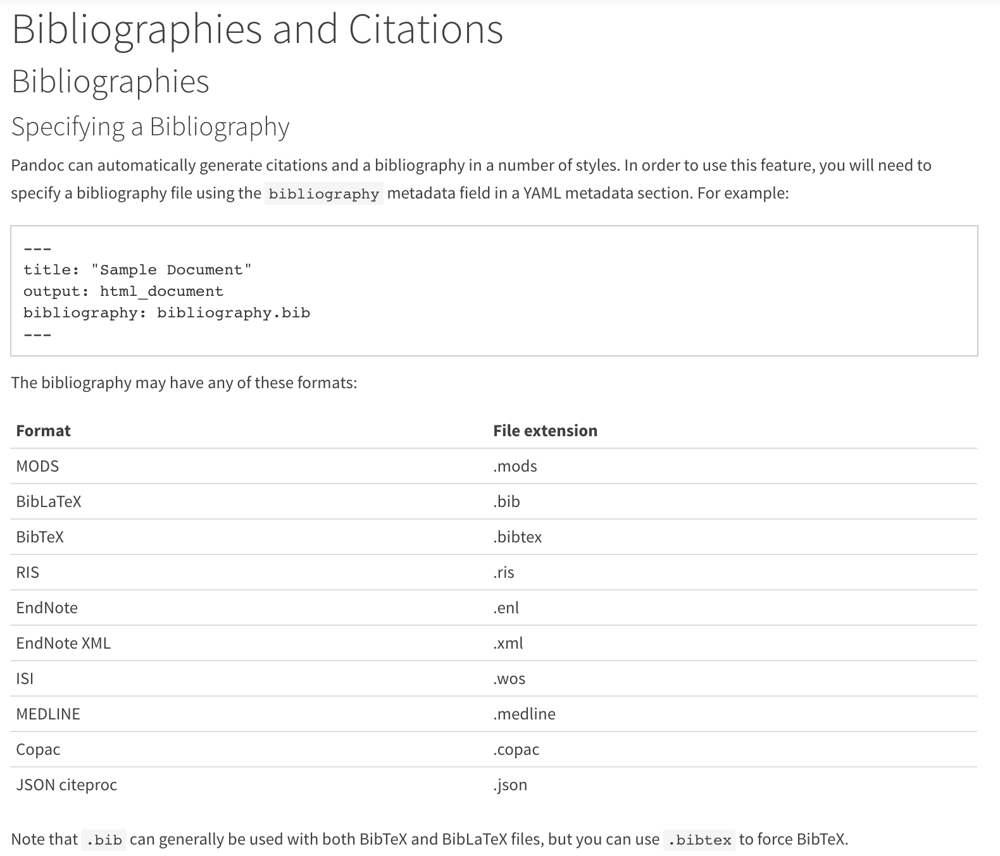 Bibliographies and Citations
Bibliographies
Specifying a Bibliography
Pandoc can automatically generate citations and a bibliography in a number of styles. In order to use this feature, you will need to
specify a bibliography file using the bibliography metadata field in a YAML metadata section. For example:
---
title: "Sample Document"
output: html_document
bibliography: bibliography.bib
---
The bibliography may have any of these formats:
Format File extension
MODS .mods
BibLaTeX .bib
BibTeX .bibtex
RIS .ris
EndNote .enl
EndNote XML .xml
ISI .wos
MEDLINE .medline
Copac .copac
JSON citeproc .json
Note that .bib can generally be used with both BibTeX and BibLaTeX files, but you can use .bibtex to force BibTeX.